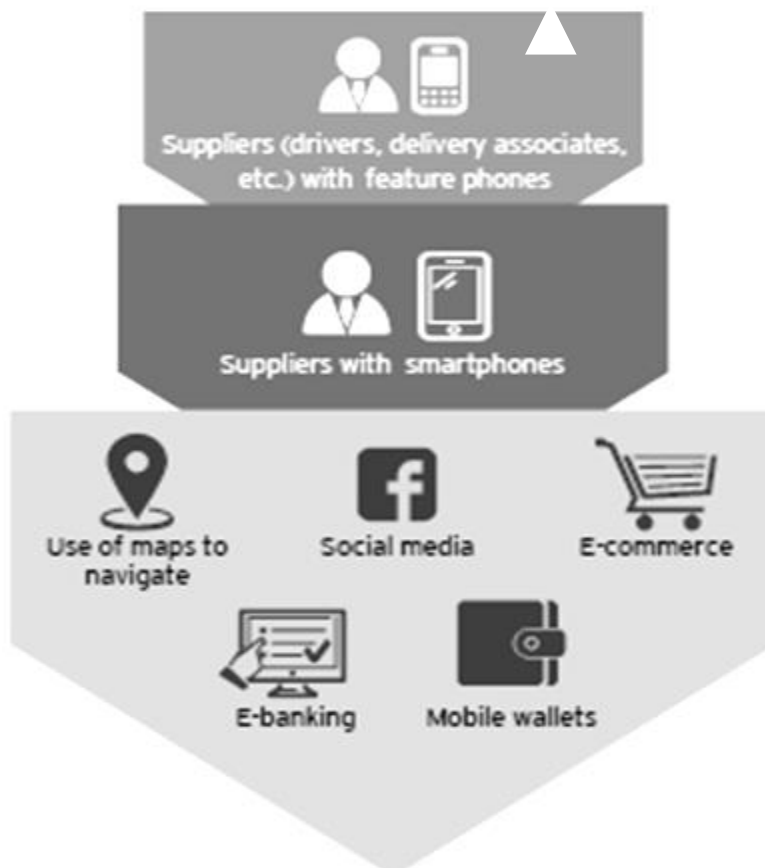 Suppliers (drivers, delivery associates,
etc.) with feature phones
Suppliers with smartphones
Use of maps to
navigate
Social media
E-commerce
E-banking
Mobile wallets